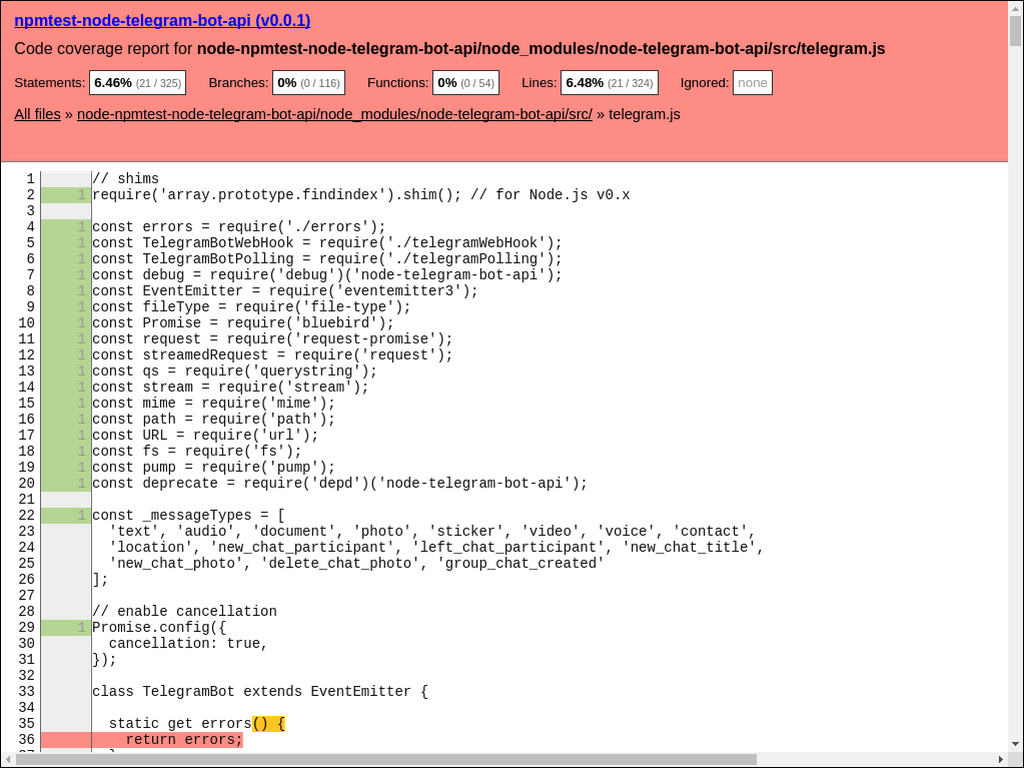 npmtest-node-telegram-bot-api (v0.0.1)
Code coverage report for node-npmtest-node-telegram-bot-api/node_modules/node-telegram-bot-api/src/telegram.js
Statements: 6.46% (21 / 325) Branches: 0% (0 / 116) Functions: 0% (0 / 54) Lines: 6.48% (21 / 324) Ignored: none
All files » node-npmtest-node-telegram-bot-api/node_modules/node-telegram-bot-api/src/ » telegram.js
1 // shims
2 1 require('array.prototype.findindex').shim(); // for Node.js v0.x
3
4 1 const errors = require('./errors');
5 1 const TelegramBotWebHook = require('./telegramWebHook');
6 1 const TelegramBotPolling = require('./telegramPolling');
7 1 const debug = require('debug')('node-telegram-bot-api');
8 1 const EventEmitter = require('eventemitter3');
9 1 const fileType = require('file-type');
10 1 const Promise = require('bluebird');
11 1 const request = require('request-promise');
12 1 const streamedRequest = require('request');
13 1 const qs = require('querystring');
14 1 const stream = require('stream');
15 1 const mime = require('mime');
16 1 const path = require('path');
17 1 const URL = require('url');
18 1 const fs = require('fs');
19 1 const pump = require('pump');
20 1 const deprecate = require('depd')('node-telegram-bot-api');
21
22 1 const _messageTypes = [
23 'text', 'audio', 'document', 'photo', 'sticker', 'video', 'voice', 'contact',
24 'location', 'new_chat_participant', 'left_chat_participant', 'new_chat_title',
25 'new_chat_photo', 'delete_chat_photo', 'group_chat_created'
26 ];
27
28 // enable cancellation
29 1 Promise.config({
30 cancellation: true,
31 });
32
33 class TelegramBot extends EventEmitter {
34
35 static get errors() {
36 return errors;